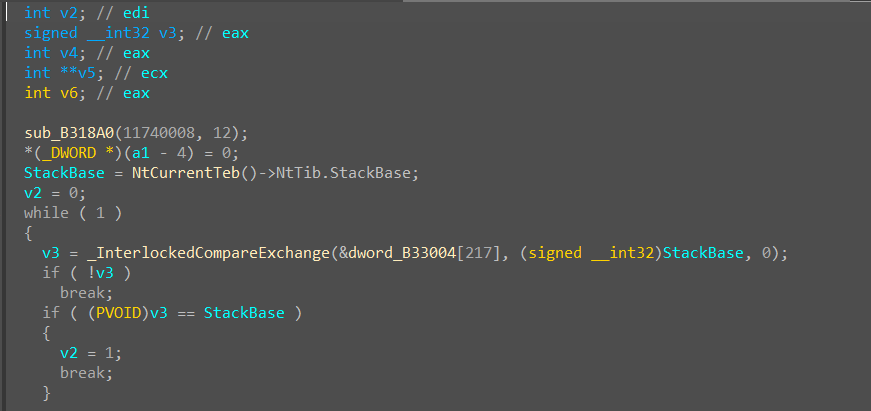 int v2; // edi
signed __int32 v3; // eax
int v4; // eax
int **v5; // ecx
int v6; // eax
sub_B318A0(11740008, 12);
*(_DWORD *)(a1 - 4) = 0;
StackBase = NtCurrentTeb()->NtTib.StackBase;
v2 = 0;
while ( 1 )
{
v3 = _InterlockedCompareExchange(&dword_B33004[217], (signed __int32)StackBase, 0);
if ( !v3 )
break;
if ( (PVOID)v3 == StackBase )
{
v2 = 1;
break;
}